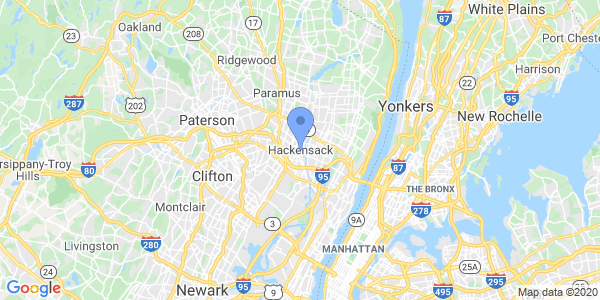 White Plains
87
Oakland
23
208
Port Chester
Ridgewood
Harrison
287
202
Paramus
22
95
Yonkers
Paterson
New Rochelle
Hackensack
rsippany-Troy
Hills
80
87
Clifton
95
THE BRONX
Montclair
278
3
9A
Livingston
280
MANHATTAN
24
25A
295
Google
Newark
95
9
495
Map data ©2020